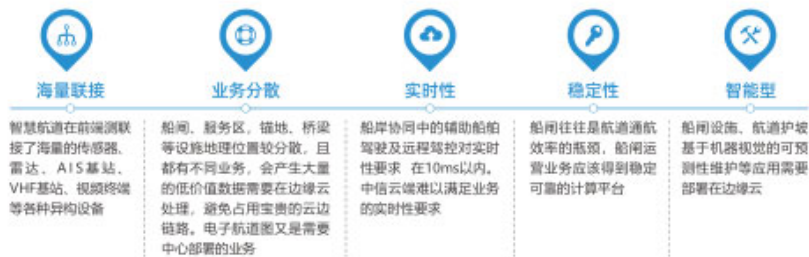 海量联接
智慧航道在前端测联
接了海量的传感器、
雷达、AIS基站、
VHF基站、视频终端
等各种异构设备
业务分散
船闸、服务区，锚地、桥梁
等设施地理位置较分散，且
都有不同业务，会产生大量
的低价值数据需要在边缘云
处理，避免占用宝贵的云边
链路。电子航道图又是需要
中心部署的业务
实时性
船岸协同中的辅助船舶
驾驶及远程驾控对实时
性要求 在10ms以内。
中信云端难以满足业务
的实时性要求
稳定性
船闸往往是航道通航
效率的瓶颈，船闸运
营业务应该得到稳定
可靠的计算平台
智能型
船闸设施、航道护坡
基于机器视觉的可预
测性维护等应用需要
部署在边缘云